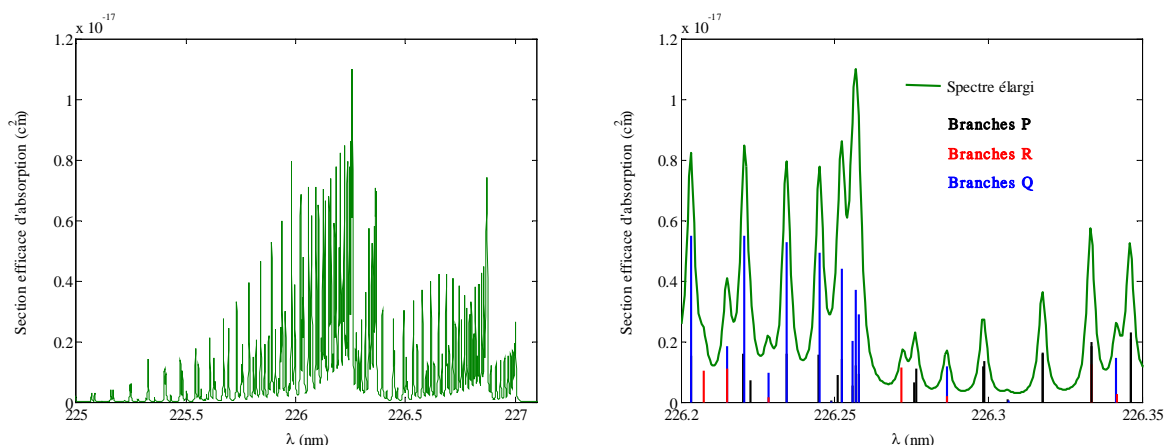 x 10-17
1.2
1
0.8
0.6
0.4
0.2
0
225
225.5
226
226.5
227
λ (nm)
Section efficace d'absorption (cm2)
x 10-17
1.2
1
0.8
0.6
0.4
0.2
0
226.2
226.25
226.3
226.35
λ (nm)
Section efficace d'absorption (cm2)
Spectre élargi
Branches P
Branches R
Branches Q